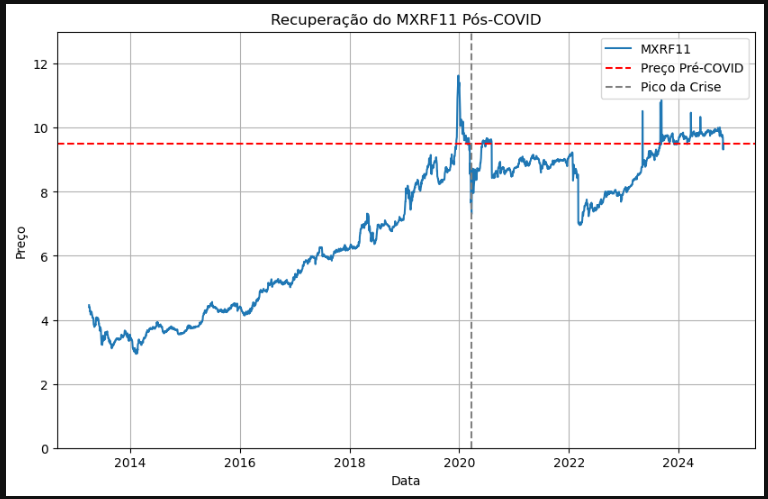 Recuperação do MXRF11 Pós-COVID
MXRF11
Preço Pré-COVID
Pico da Crise
12
10
8
6
4
2
0
Preço
2014 2016 2018 2020 2022 2024
Data